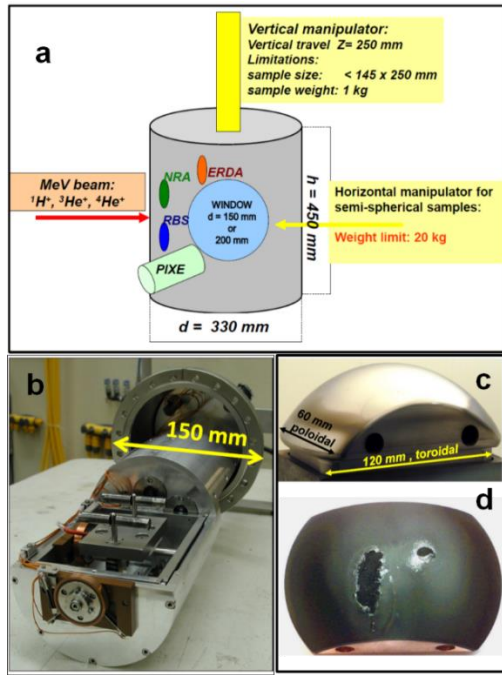 a
Vertical manipulator:
Vertical travel Z= 250 mm
Limitations:
sample size: < 145 x 250 mm
sample weight: 1 kg
MeV beam:
¹H⁺, ³He⁺, ⁴He⁺
NRA
ERDA
RBS
WINDOW
d = 150 mm
or
200 mm
PIXE
h = 450 mm
Horizontal manipulator for
semi-spherical samples:
Weight limit: 20 kg
d = 330 mm
b
150 mm
c
60 mm
poloidal
120 mm , toroidal
d